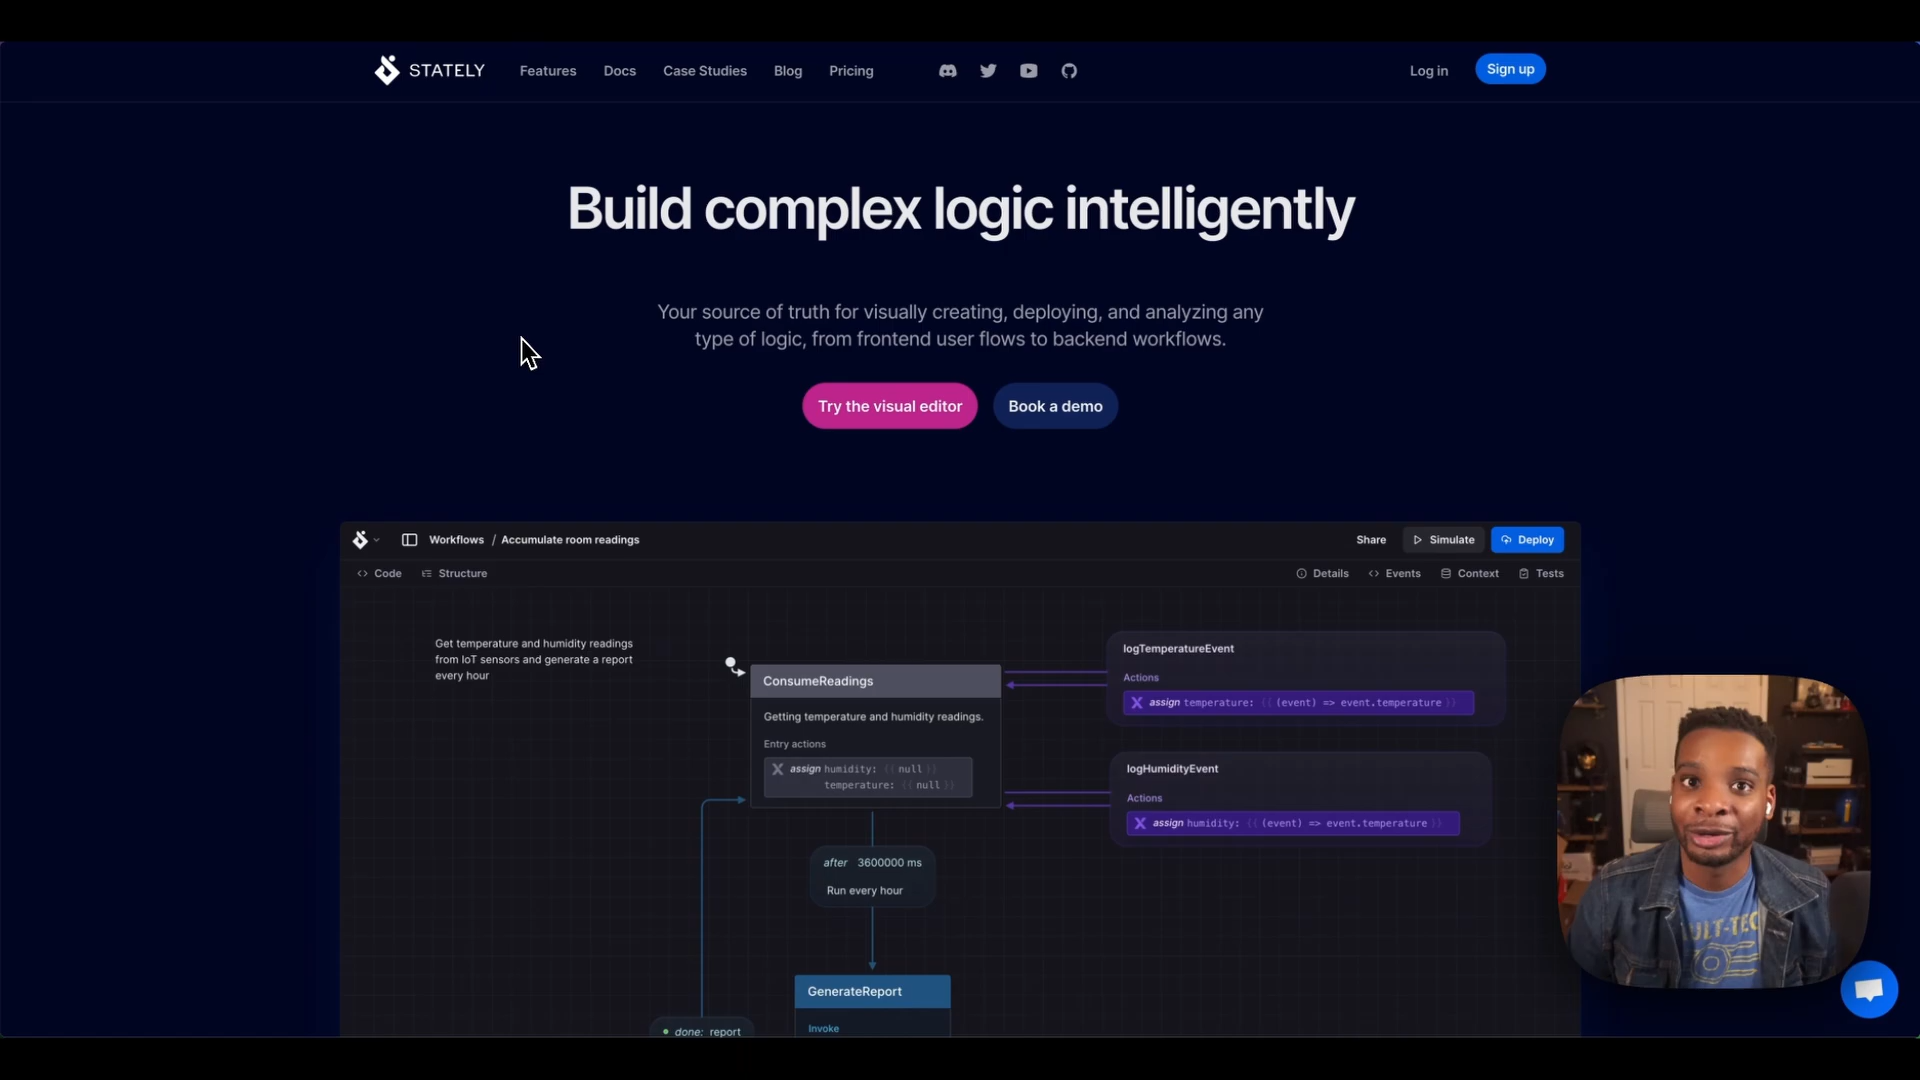 STATELY
Features
Docs
Case Studies
Blog
Pricing
Log in
Sign up
Build complex logic intelligently
Your source of truth for visually creating, deploying, and analyzing any
type of logic, from frontend user flows to backend workflows.
Try the visual editor
Book a demo
Workflows / Accumulate room readings
Share
Simulate
Deploy
Code
Structure
Details
Events
Context
Tests
Get temperature and humidity readings
from IoT sensors and generate a report
every hour
ConsumeReadings
Getting temperature and humidity readings.
Entry actions
assign humidity: {{ null }}
temperature: {{ null }}
logTemperatureEvent
Actions
assign temperature: {{ (event) => event.temperature }}
logHumidityEvent
Actions
assign humidity: {{ (event) => event.temperature }}
after 3600000 ms
Run every hour
GenerateReport
Invoke
done: report
ULT-TEC